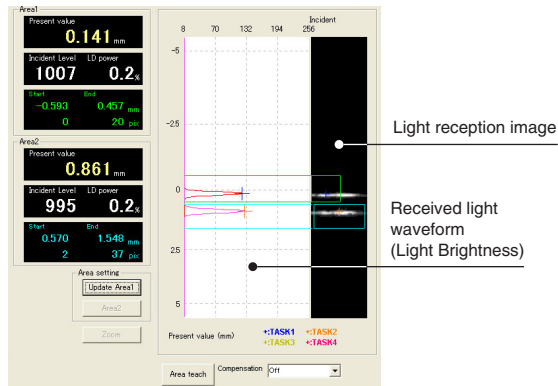 Area1
Present value
0.141 mm
Incident Level LD power
1007 0.2%
Start End
-0.593 0.457 mm
0 20 pix
Area2
Present value
0.861 mm
Incident Level LD power
995 0.2%
Start End
0.570 1.548 mm
2 37 pix
Area setting
Update Area1
Area2
Zoom
Incident
8 70 132 194 256
-5
-2.5
0
2.5
5
Present value (mm)
+:TASK1 +:TASK2
+:TASK3 +:TASK4
Area teach Compensation Off
Light reception image
Received light
waveform
(Light Brightness)